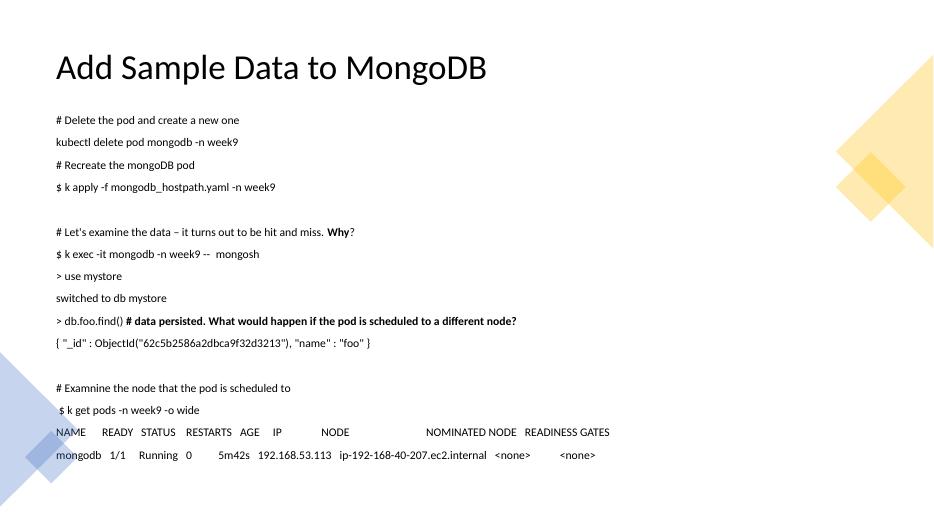 Add Sample Data to MongoDB
# Delete the pod and create a new one
kubectl delete pod mongodb -n week9
# Recreate the mongoDB pod
$ k apply -f mongodb_hostpath.yaml -n week9
# Let's examine the data – it turns out to be hit and miss. Why?
$ k exec -it mongodb -n week9 -- mongosh
> use mystore
switched to db mystore
> db.foo.find() # data persisted. What would happen if the pod is scheduled to a different node?
{ "_id" : ObjectId("62c5b2586a2dbca9f32d3213"), "name" : "foo" }
# Examnine the node that the pod is scheduled to
$ k get pods -n week9 -o wide
NAME READY STATUS RESTARTS AGE IP NODE NOMINATED NODE READINESS GATES
mongodb 1/1 Running 0 5m42s 192.168.53.113 ip-192-168-40-207.ec2.internal <none> <none>